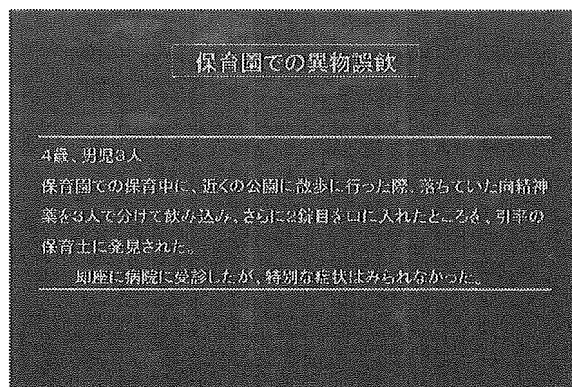 保育園での異物誤飲
4歳、男児3人
保育園での保育中に、近くの公園に散歩に行った際、落ちていた向精神
薬を3人で分けて飲み込み、さらに2錠目を口に入れたところを、引率の
保育士に発見された。
即座に病院に受診したが、特別な症状はみられなかった。